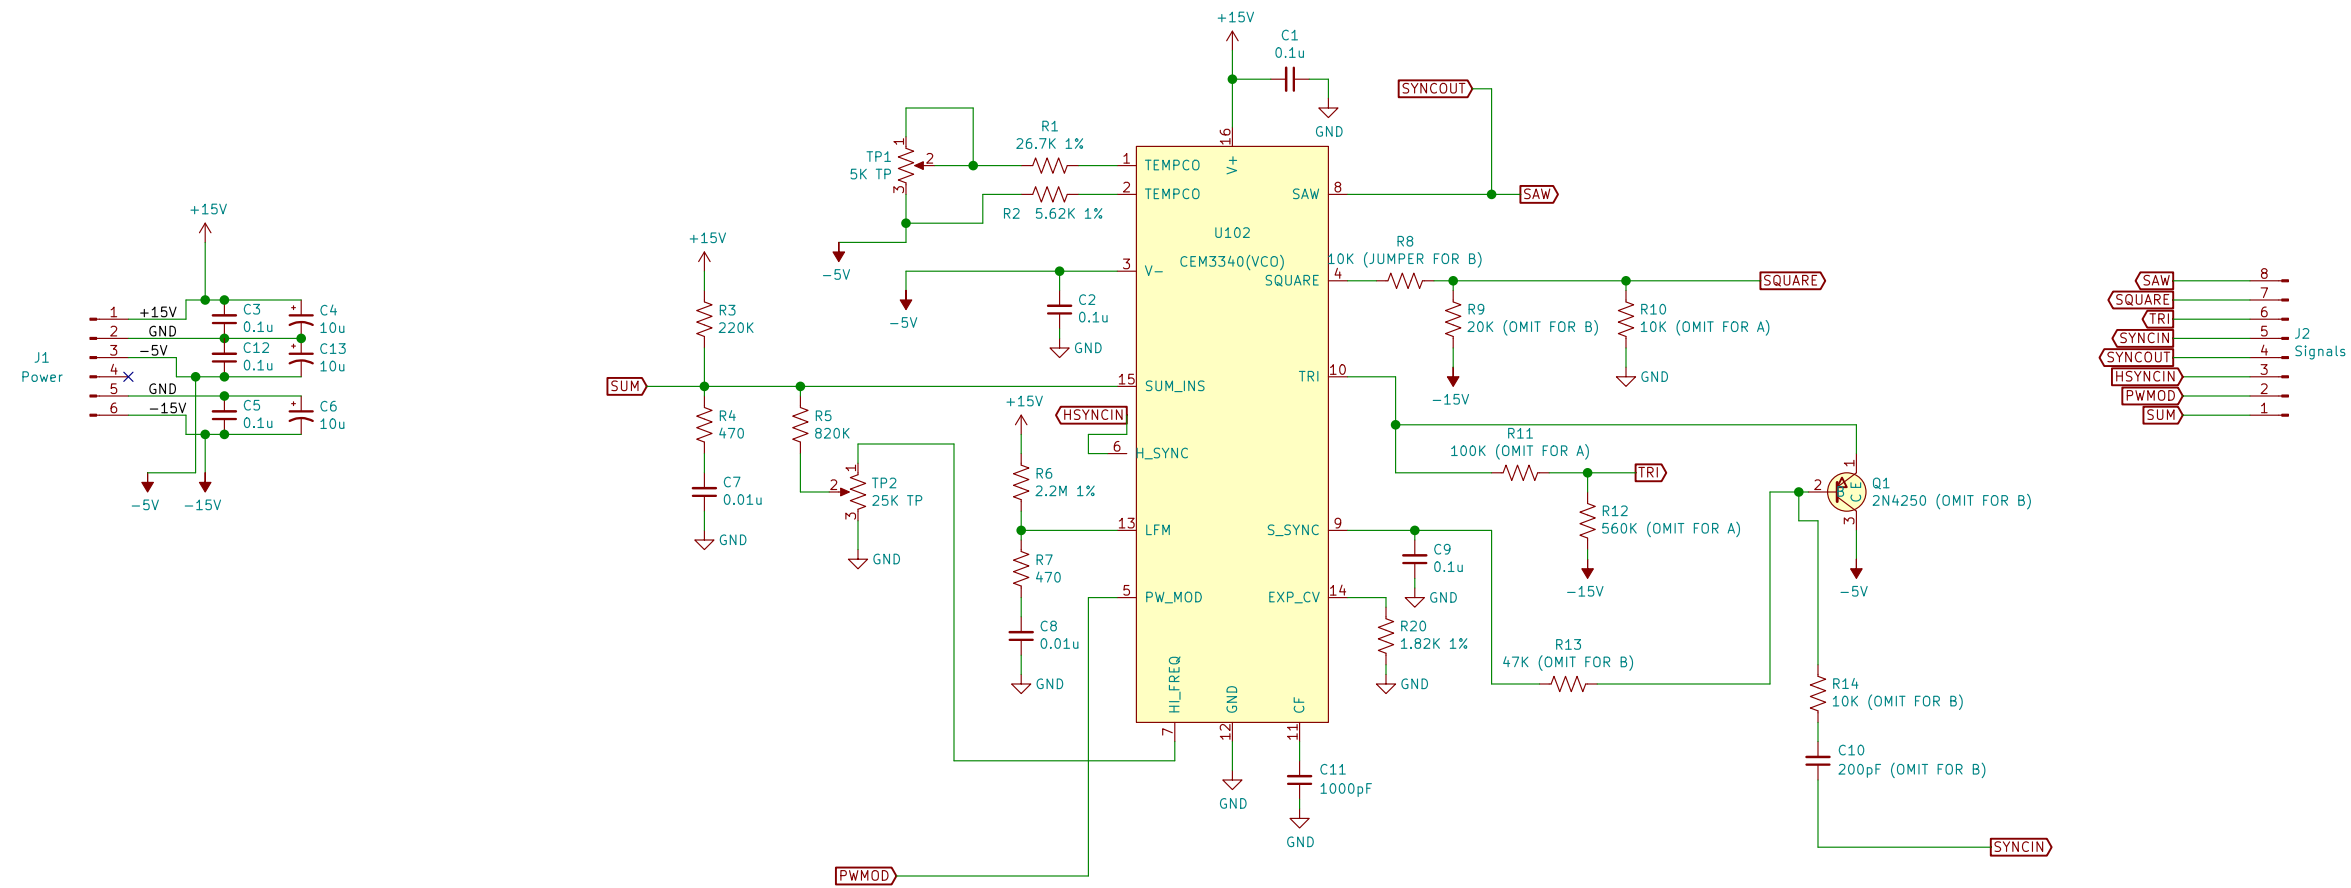 +15V
1 +15V
2 GND
3 -5V
4
5 GND
6 -15V
J1
Power
C3
0.1u
C4
10u
C12
0.1u
C13
10u
C5
0.1u
C6
10u
-5V
-15V
+15V
R3
220K
SUM
R4
470
C7
0.01u
GND
R5
820K
TP2
25K TP
1
2
3
GND
TP1
5K TP
1
2
3
-5V
R1
26.7K 1%
R2 5.62K 1%
-5V
C2
0.1u
GND
HSYNCIN
+15V
R6
2.2M 1%
R7
470
C8
0.01u
GND
PWMOD
+15V
C1
0.1u
GND
U102
CEM3340(VCO)
16 V+
1 TEMPCO
2 TEMPCO
3 V-
15 SUM_INS
6 H_SYNC
13 LFM
5 PW_MOD
7 HI_FREQ
12 GND
11 CF
SAW 8
SQUARE 4
TRI 10
S_SYNC 9
EXP_CV 14
GND
C11
1000pF
GND
SYNCOUT
SAW
R8
10K (JUMPER FOR B)
SQUARE
R9
20K (OMIT FOR B)
-15V
R10
10K (OMIT FOR A)
GND
R11
100K (OMIT FOR A)
TRI
R12
560K (OMIT FOR A)
-15V
C9
0.1u
GND
R20
1.82K 1%
GND
R13
47K (OMIT FOR B)
1
2
3
B
C
E
Q1
2N4250 (OMIT FOR B)
-5V
R14
10K (OMIT FOR B)
C10
200pF (OMIT FOR B)
SYNCIN
SAW 8
SQUARE 7
TRI 6
SYNCIN 5
SYNCOUT 4
HSYNCIN 3
PWMOD 2
SUM 1
J2
Signals